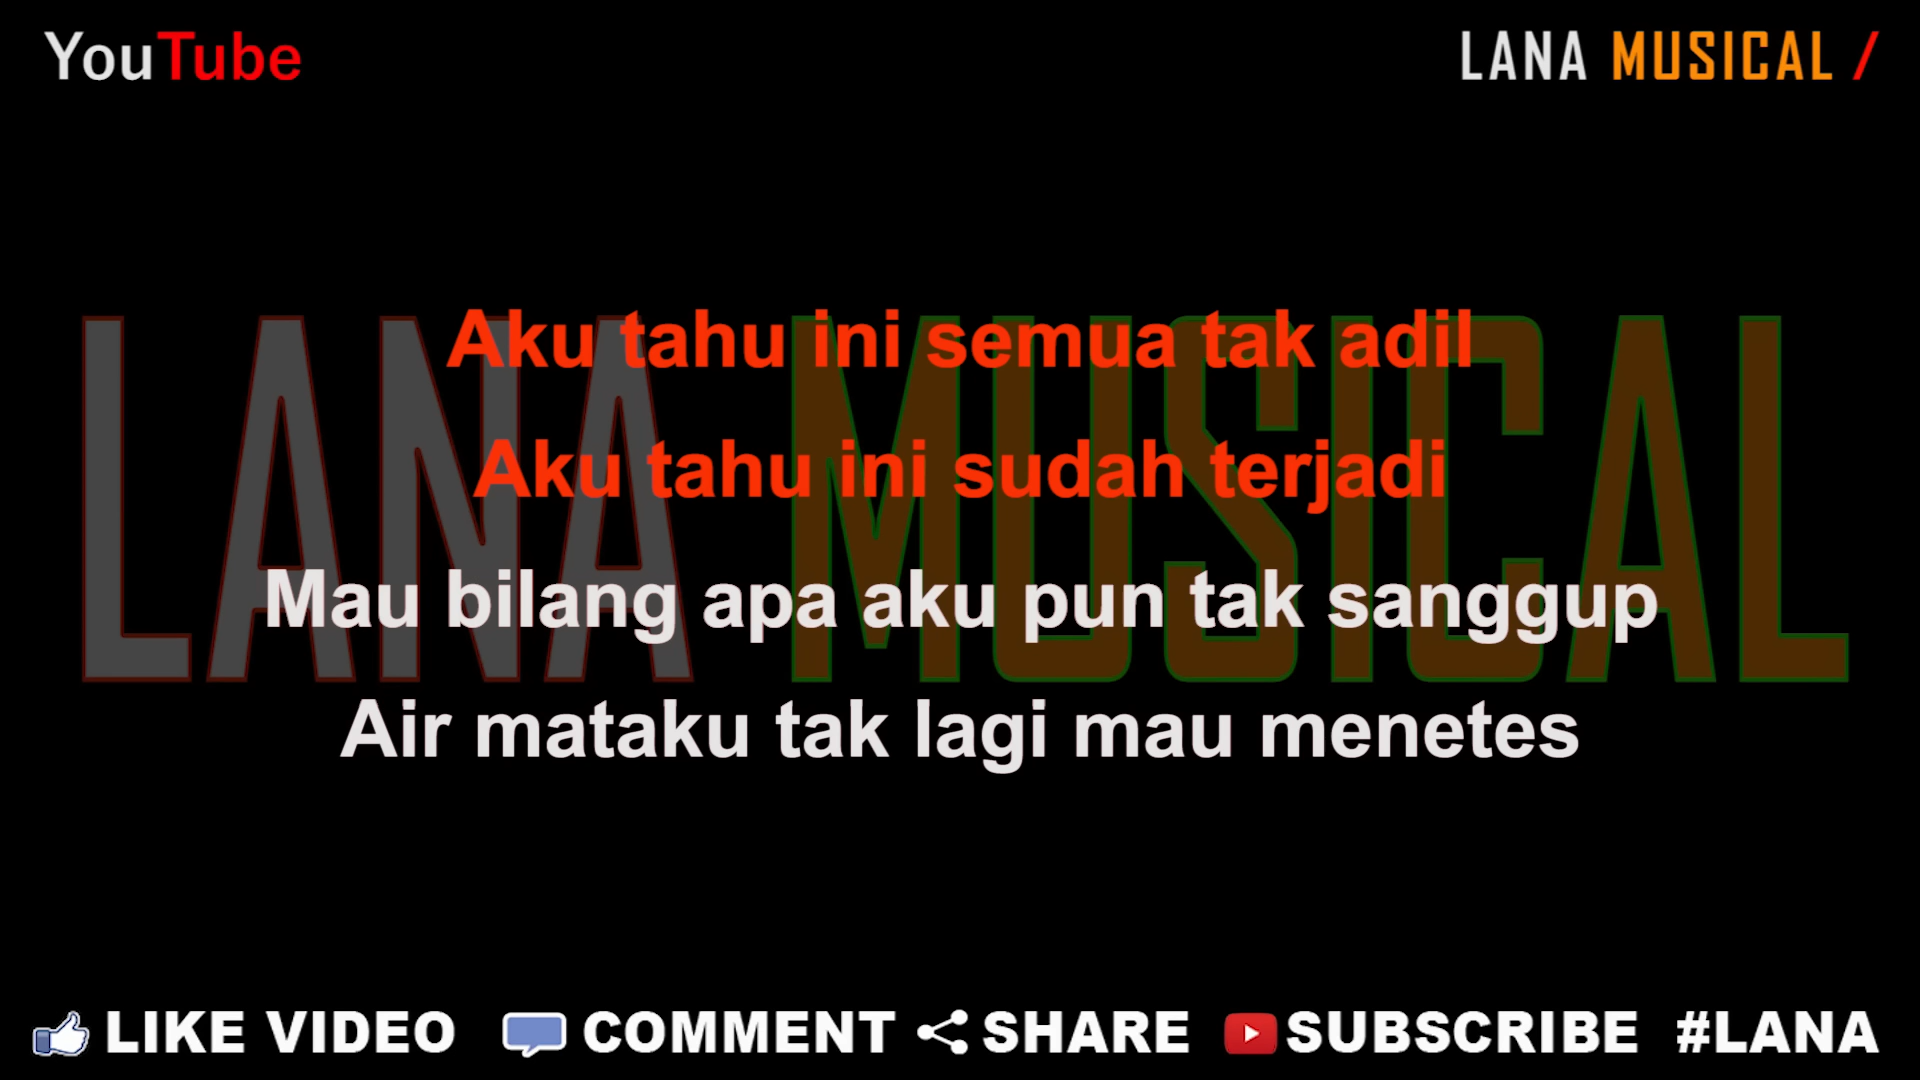 YouTube
LANA MUSICAL /
LANA MUSICAL
Aku tahu ini semua tak adil
Aku tahu ini sudah terjadi
Mau bilang apa aku pun tak sanggup
Air mataku tak lagi mau menetes
LIKE VIDEO COMMENT SHARE SUBSCRIBE #LANA